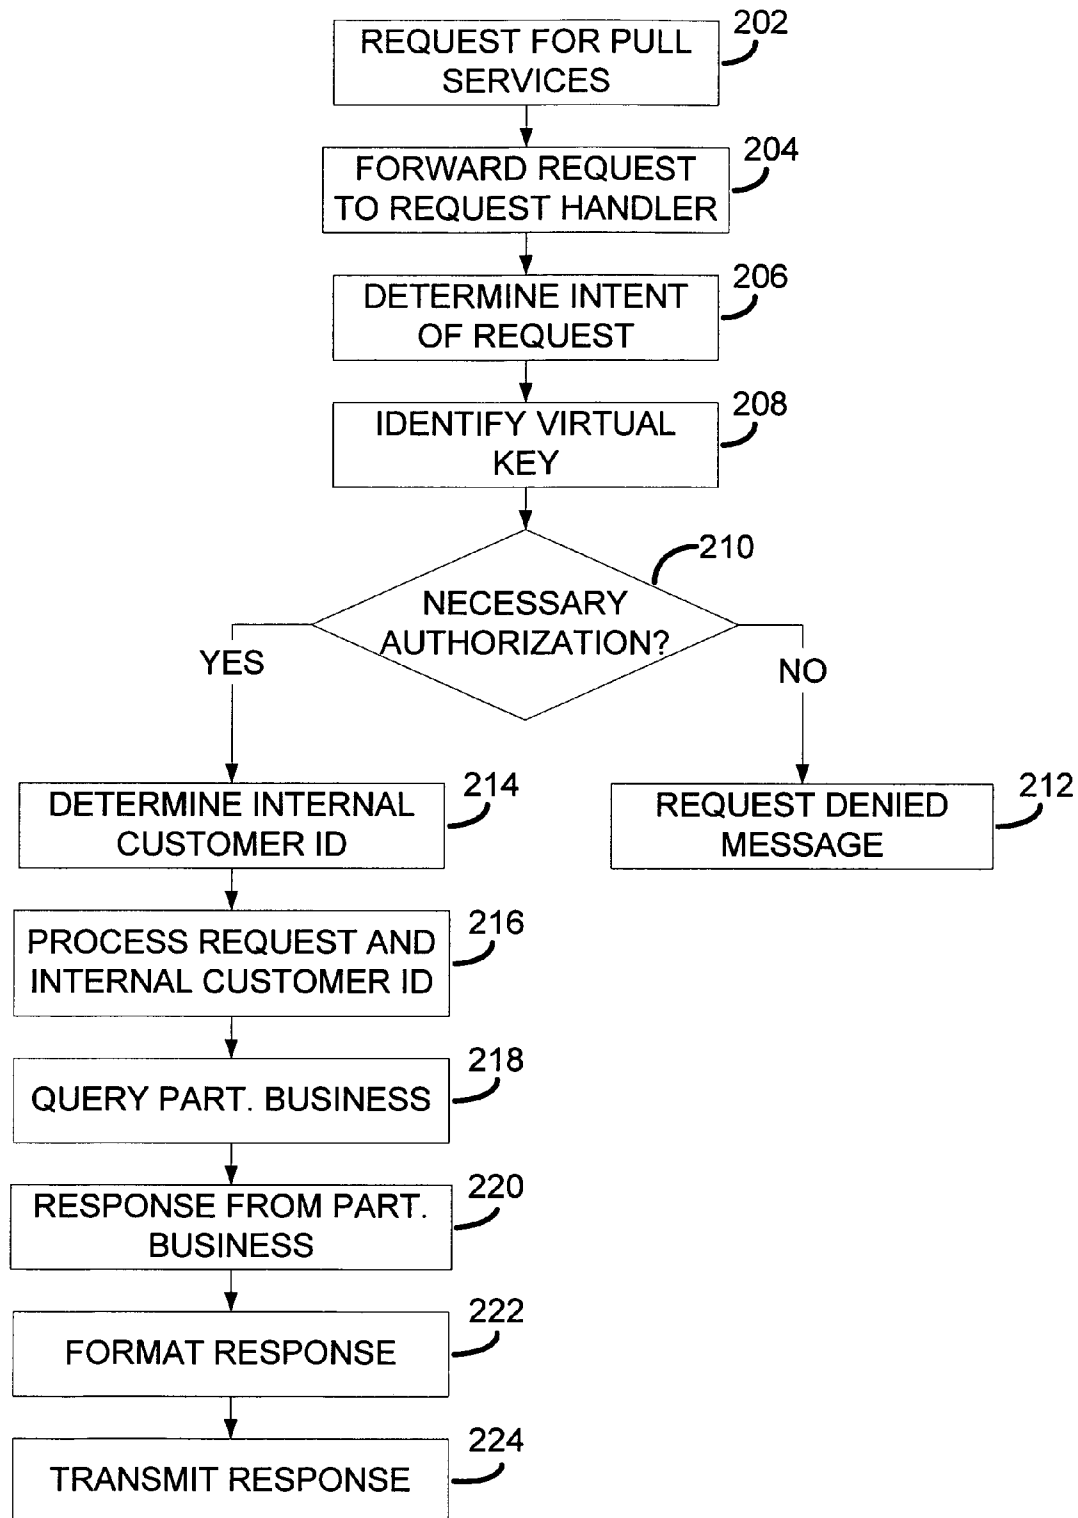 202
REQUEST FOR PULL
SERVICES
204
FORWARD REQUEST
TO REQUEST HANDLER
206
DETERMINE INTENT
OF REQUEST
208
IDENTIFY VIRTUAL
KEY
210
NECESSARY
AUTHORIZATION?
YES
NO
214
DETERMINE INTERNAL
CUSTOMER ID
212
REQUEST DENIED
MESSAGE
216
PROCESS REQUEST AND
INTERNAL CUSTOMER ID
218
QUERY PART. BUSINESS
220
RESPONSE FROM PART.
BUSINESS
222
FORMAT RESPONSE
224
TRANSMIT RESPONSE